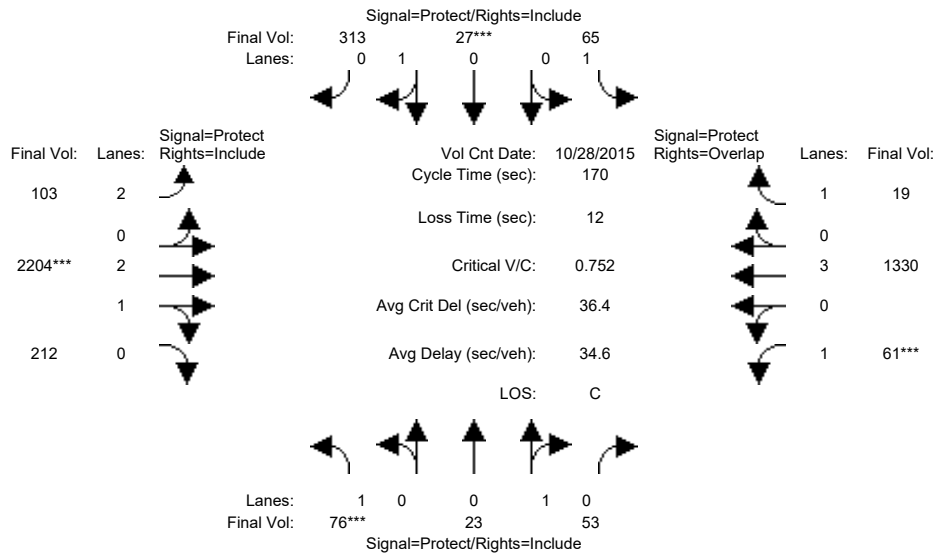 Signal=Protect/Rights=Include
Final Vol: 313 27*** 65
Lanes: 0 1 0 0 1
Signal=Protect
Final Vol: Lanes: Rights=Include
Vol Cnt Date: 10/28/2015
Signal=Protect
Rights=Overlap Lanes: Final Vol:
Cycle Time (sec): 170
103 2 1 19
Loss Time (sec): 12
0 0
2204*** 2 Critical V/C: 0.752 3 1330
1 Avg Crit Del (sec/veh): 36.4 0
212 0 Avg Delay (sec/veh): 34.6 1 61***
LOS: C
Lanes: 1 0 0 1 0
Final Vol: 76*** 23 53
Signal=Protect/Rights=Include